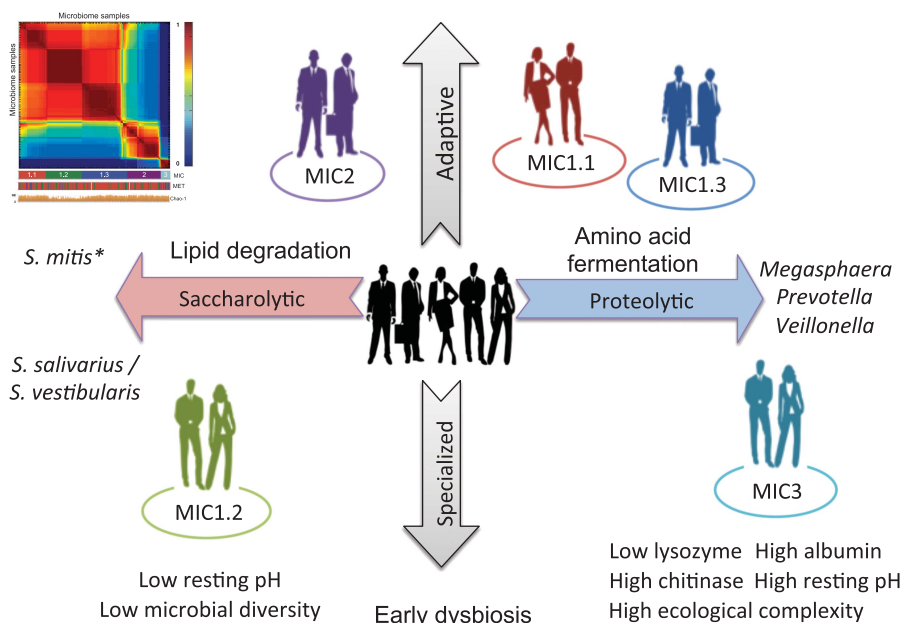 Microbiome samples
Microbiome samples
1
0
1.1 1.2 1.3 2 3 MIC
MET
Chao-1
Adaptive
MIC2
MIC1.1
MIC1.3
S. mitis*
Lipid degradation
Amino acid
fermentation
Saccharolytic
Proteolytic
Megasphaera
Prevotella
Veillonella
S. salivarius /
S. vestibularis
Specialized
MIC1.2
MIC3
Low resting pH
Low microbial diversity
Early dysbiosis
Low lysozyme High albumin
High chitinase High resting pH
High ecological complexity